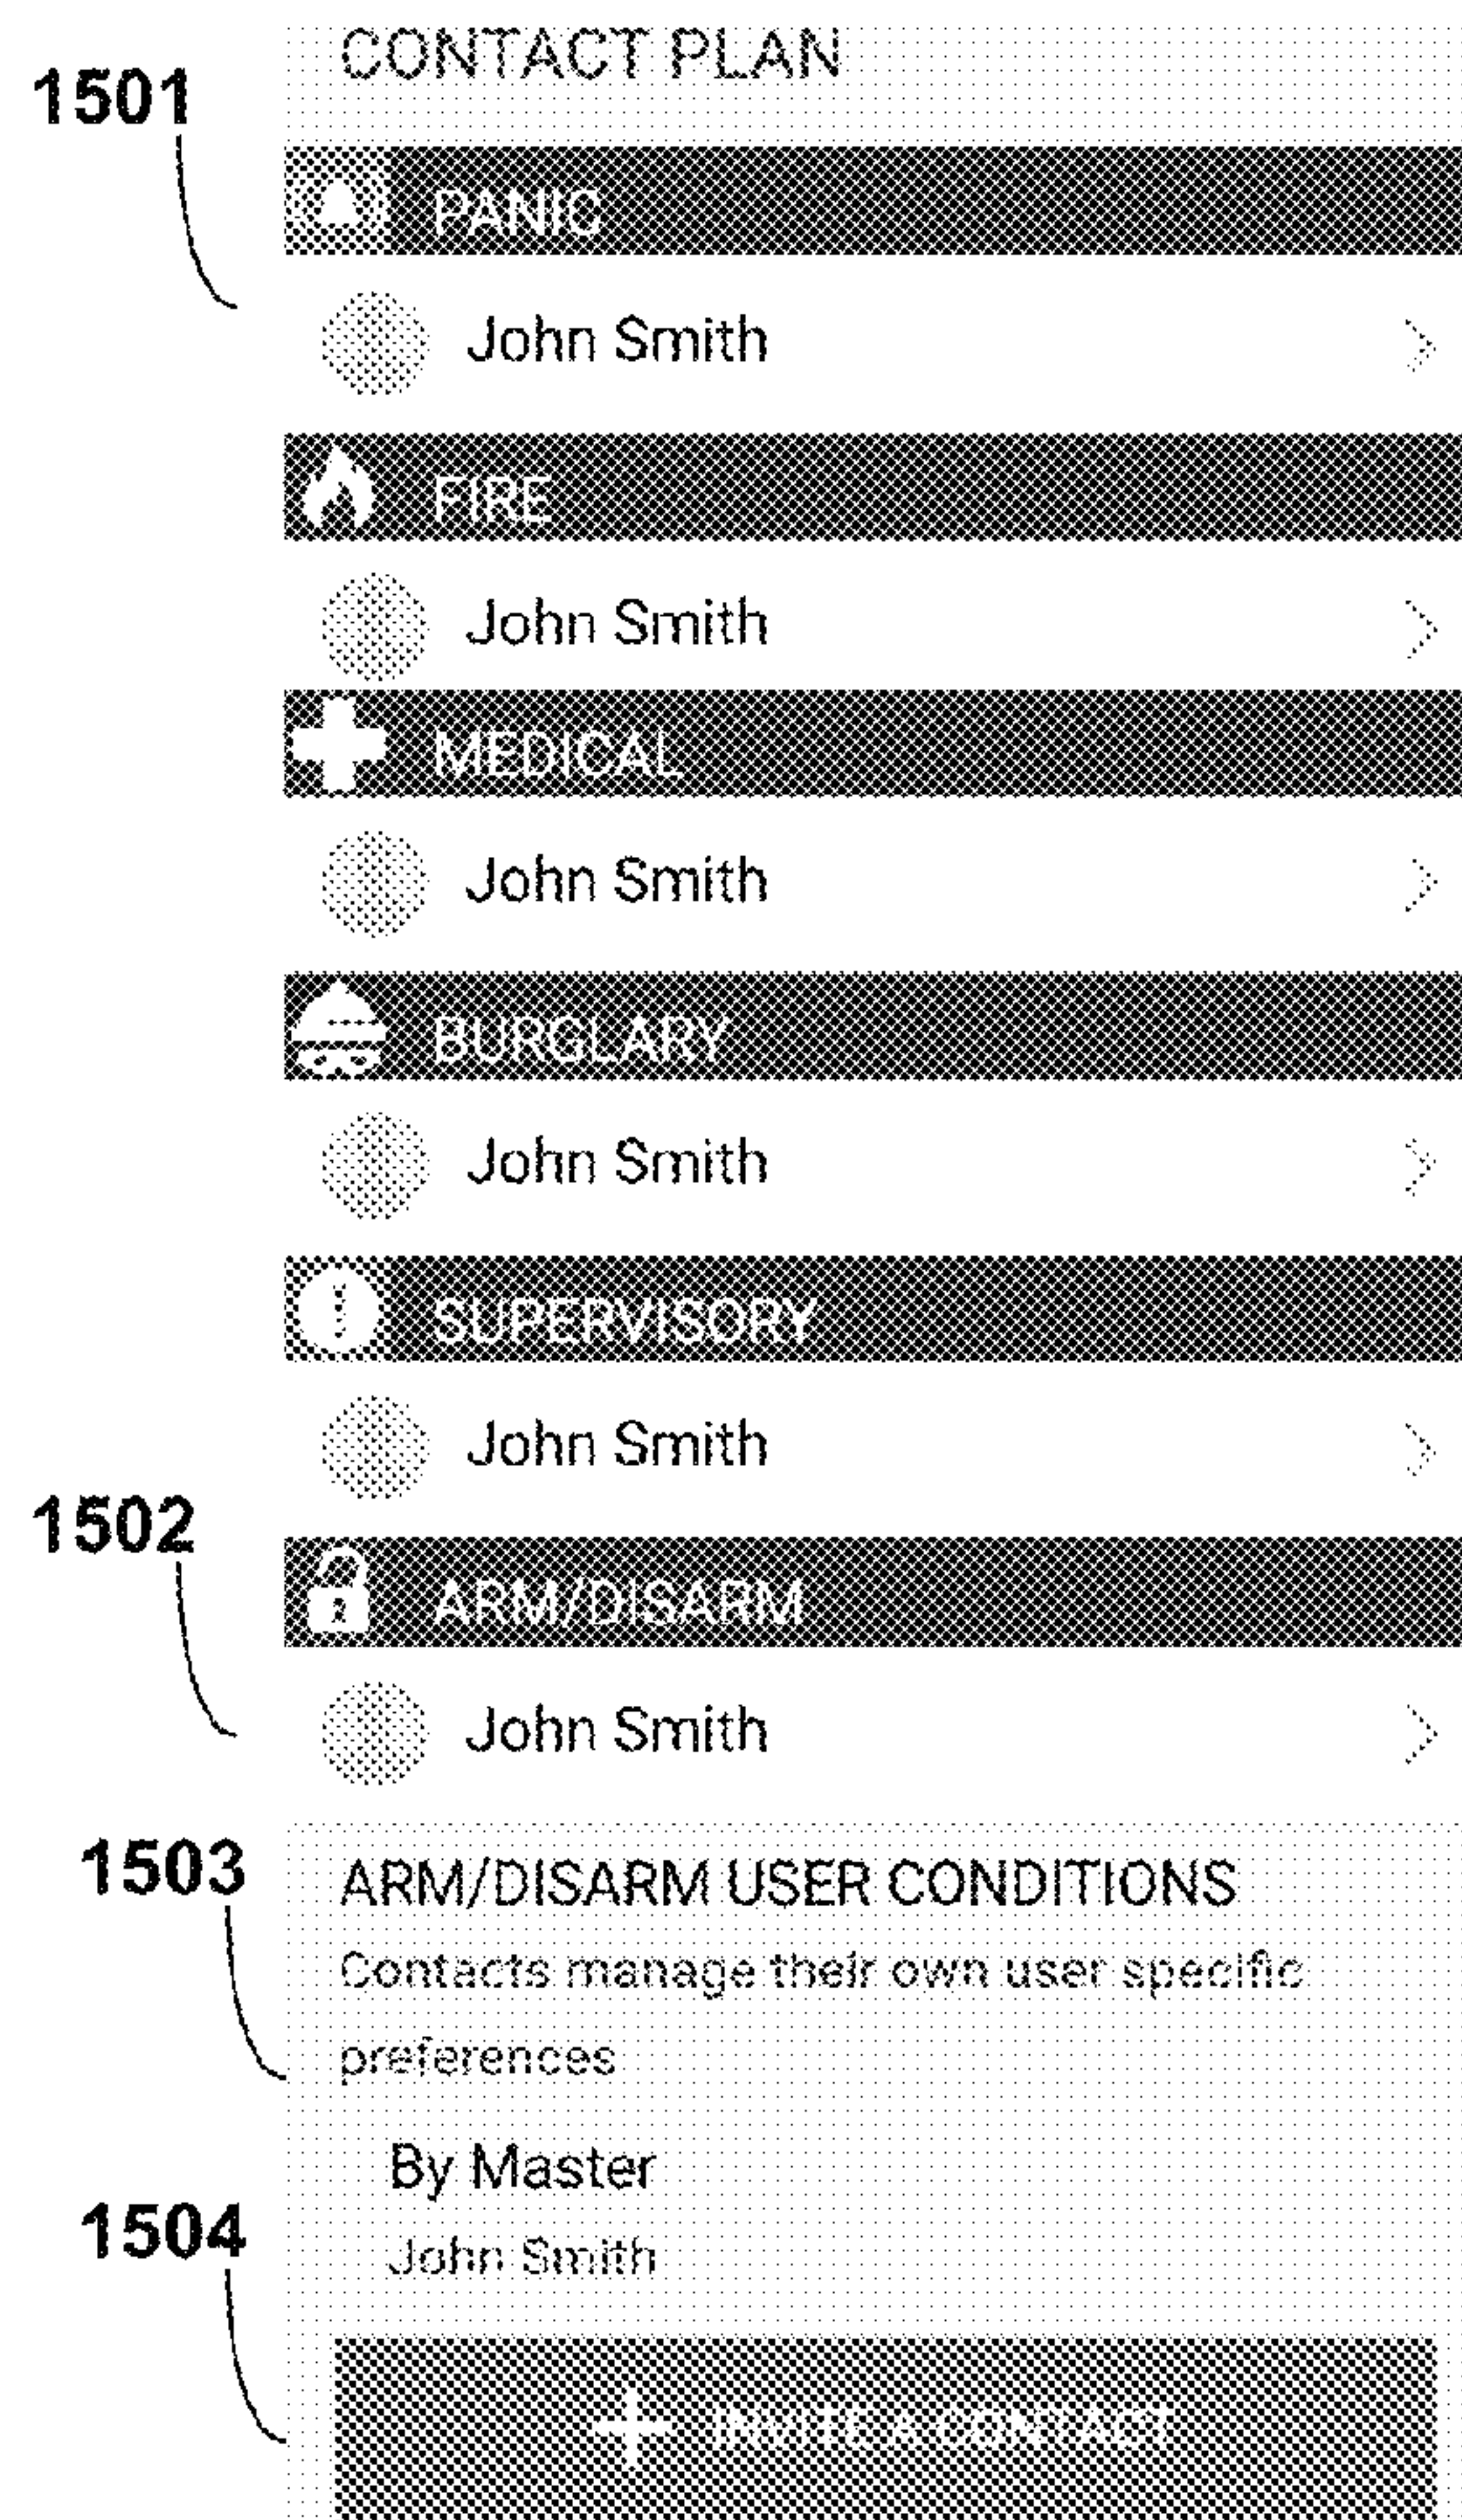 CONTACT PLAN
1501
PANIC
John Smith
FIRE
John Smith
MEDICAL
John Smith
BURGLARY
John Smith
SUPERVISORY
John Smith
1502
ARM/DISARM
John Smith
1503
ARM/DISARM USER CONDITIONS
Contacts manage their own user specific
preferences
By Master
1504
John Smith
+ INVITE A CONTACT